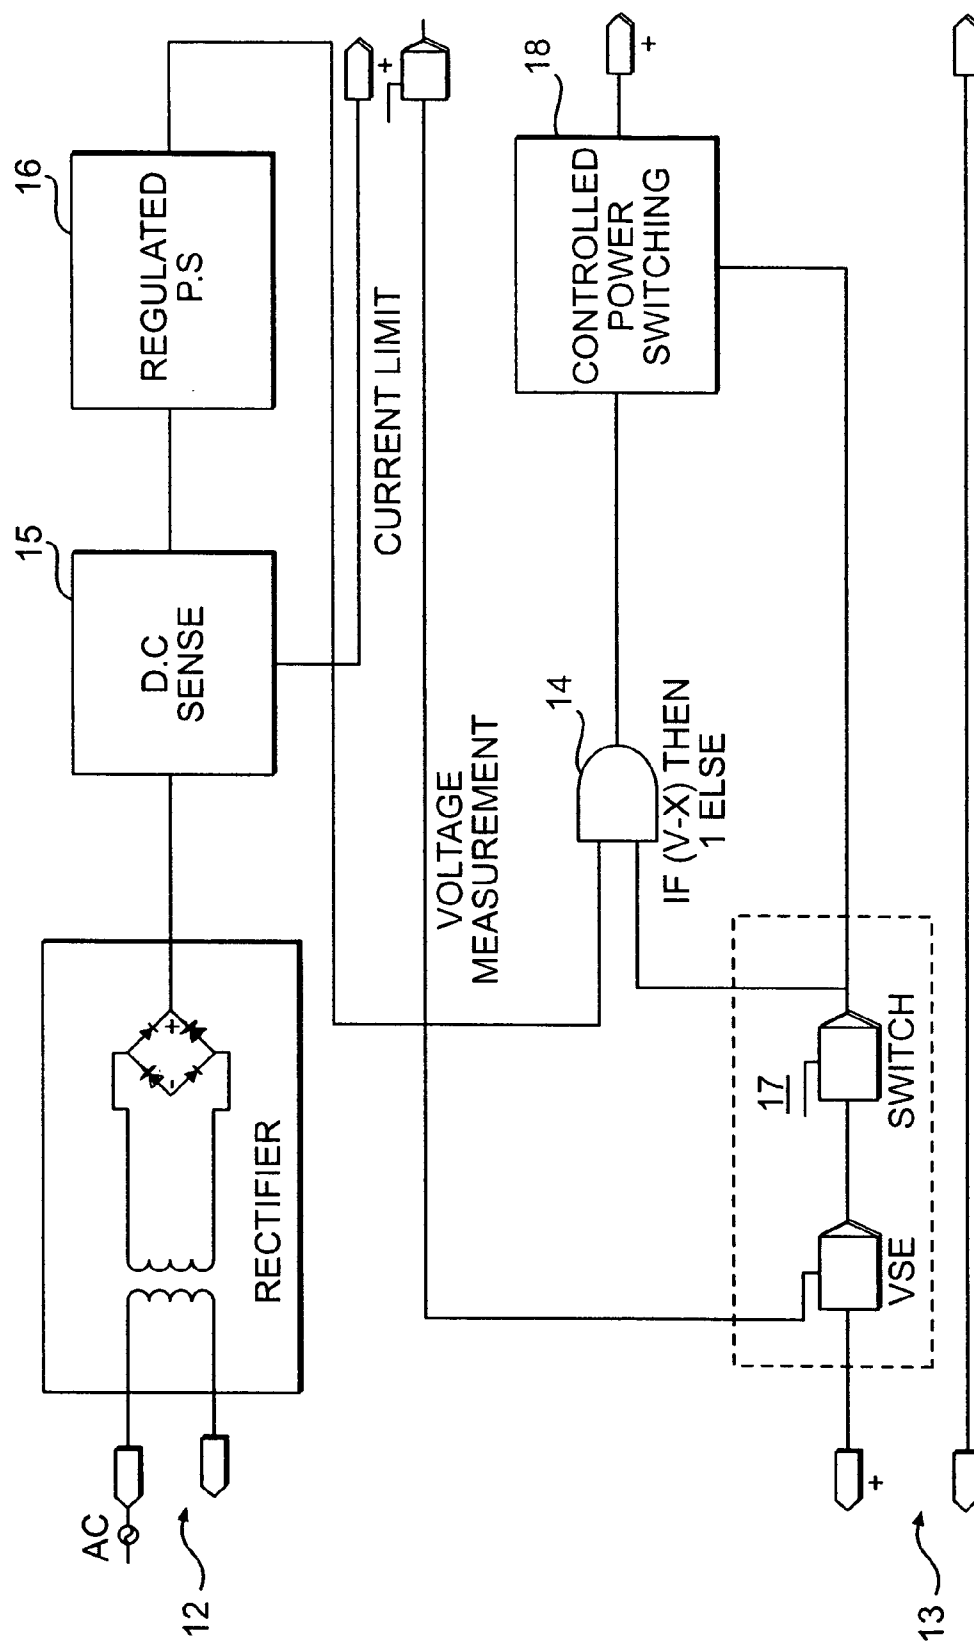 AC
12
RECTIFIER
+
-
15
D.C
SENSE
16
REGULATED
P.S
+
CURRENT LIMIT
VOLTAGE
MEASUREMENT
14
IF (V-X) THEN
1 ELSE
18
CONTROLLED
POWER
SWITCHING
+
17
VSE
SWITCH
+
13